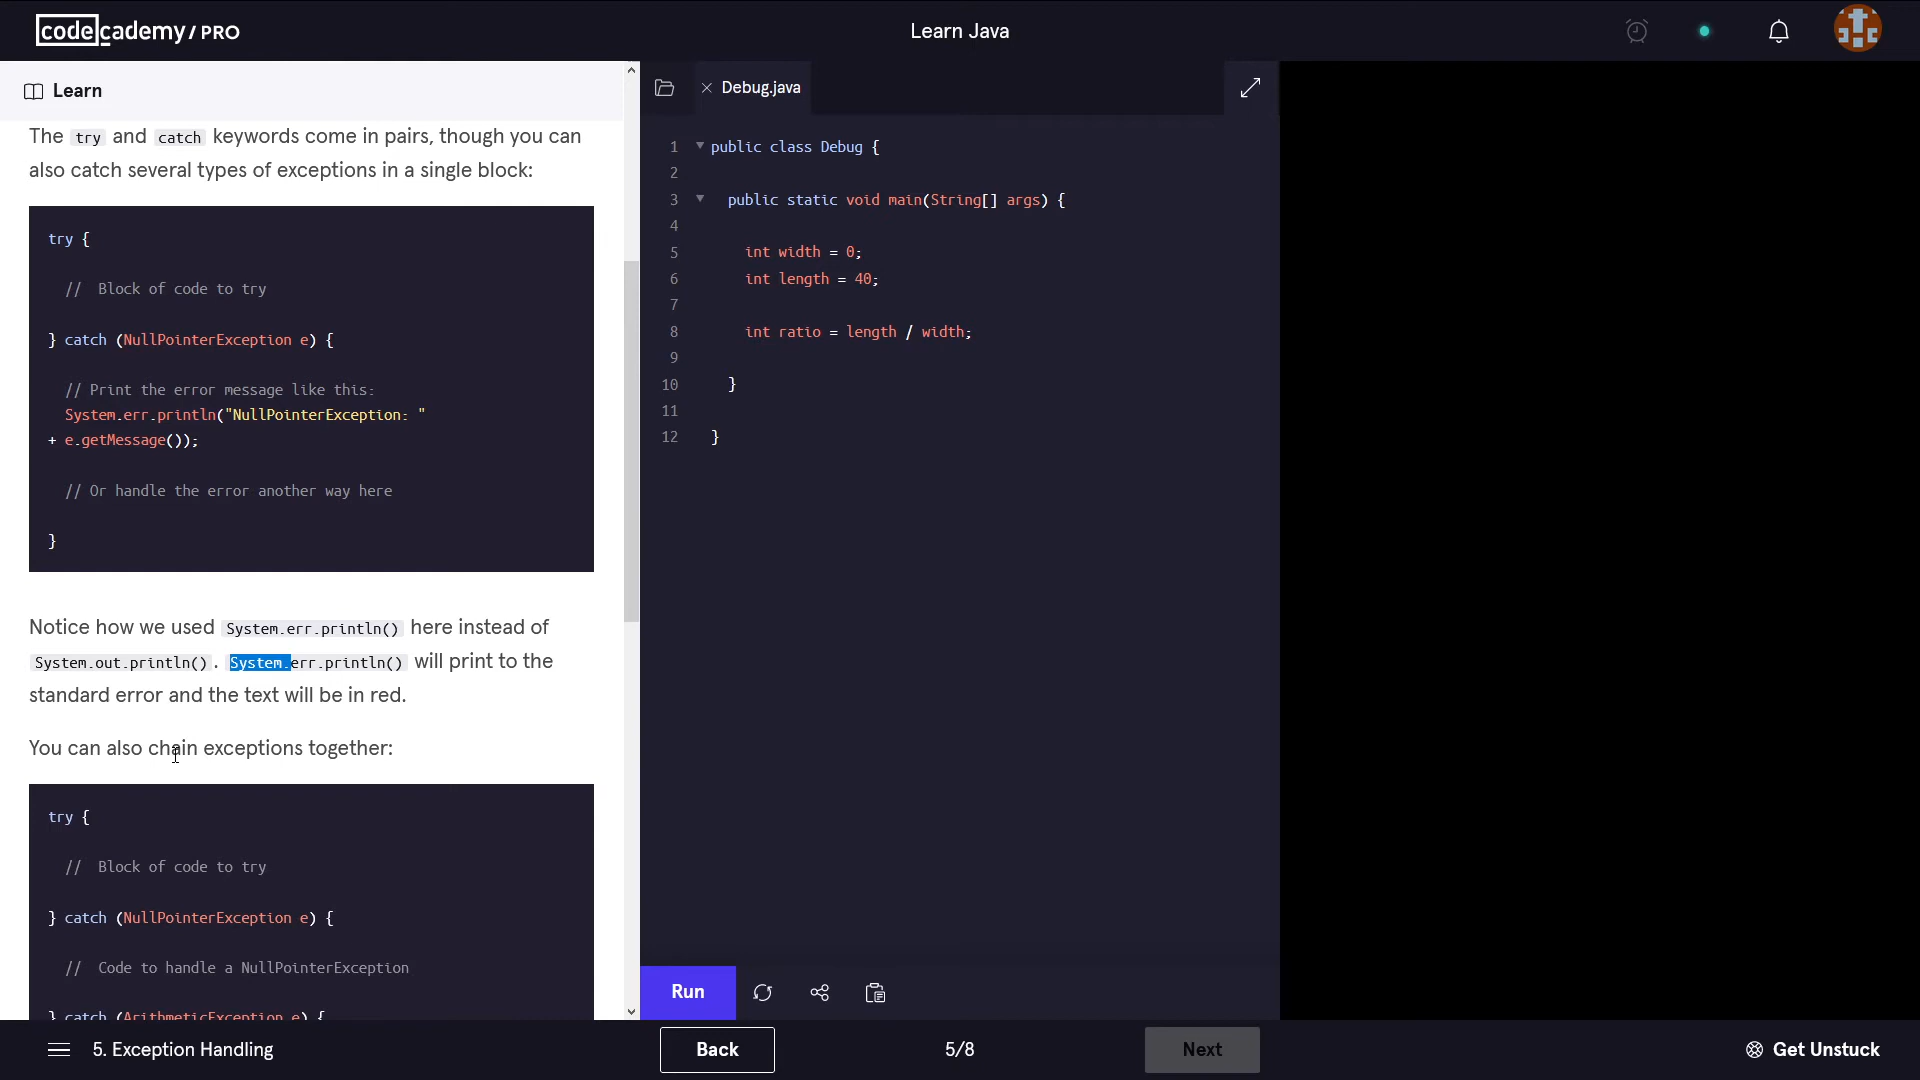 codecademy / PRO
Learn Java
Learn
The try and catch keywords come in pairs, though you can
also catch several types of exceptions in a single block:
try {
// Block of code to try
} catch (NullPointerException e) {
// Print the error message like this:
System.err.println("NullPointerException: "
+ e.getMessage());
// Or handle the error another way here
}
Notice how we used System.err.println() here instead of
System.out.println(). System.err.println() will print to the
standard error and the text will be in red.
You can also chain exceptions together:
try {
// Block of code to try
} catch (NullPointerException e) {
// Code to handle a NullPointerException
} catch (ArithmeticException e) {
Debug.java
1 public class Debug {
2
3 public static void main(String[] args) {
4
5 int width = 0;
6 int length = 40;
7
8 int ratio = length / width;
9
10 }
11
12 }
Run
5. Exception Handling
Back
5/8
Next
Get Unstuck